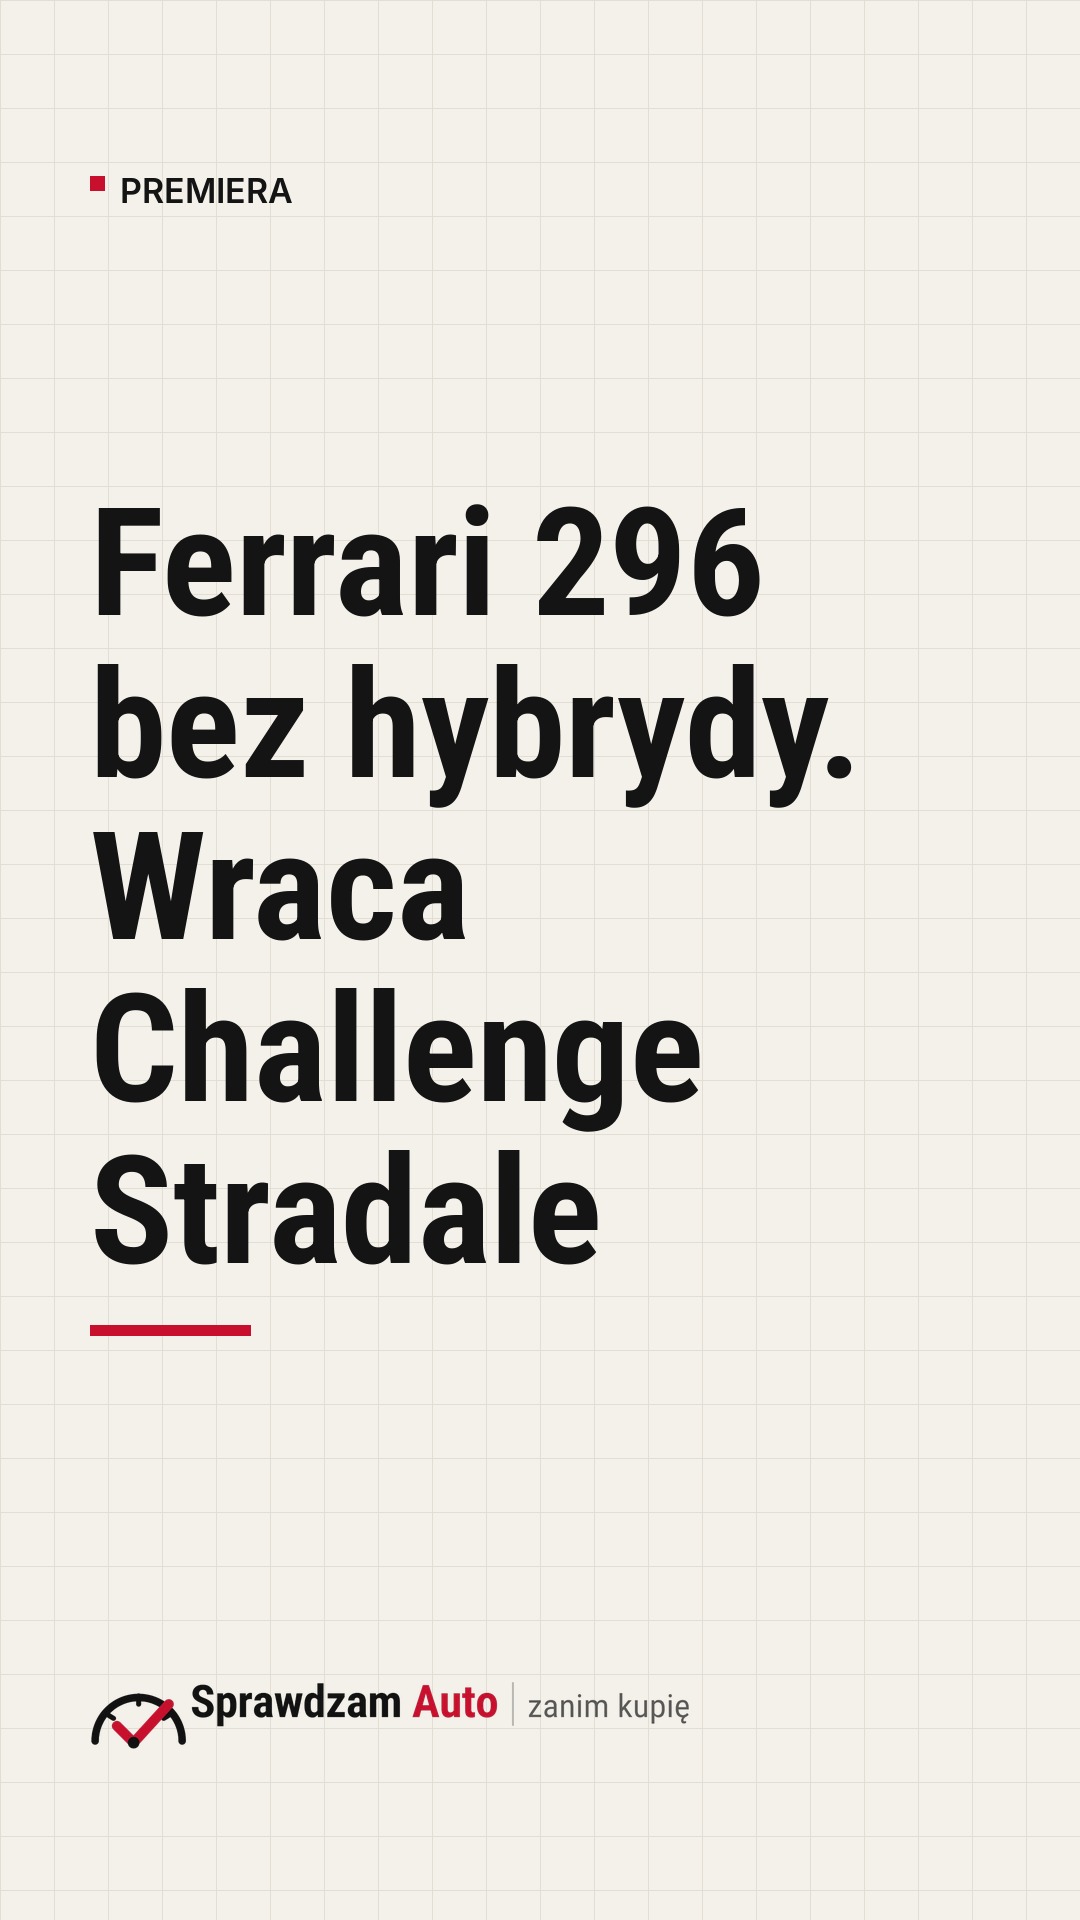 PREMIERA
Ferrari 296
bez hybrydy.
Wraca
Challenge
Stradale
Sprawdzam Auto | zanim kupię